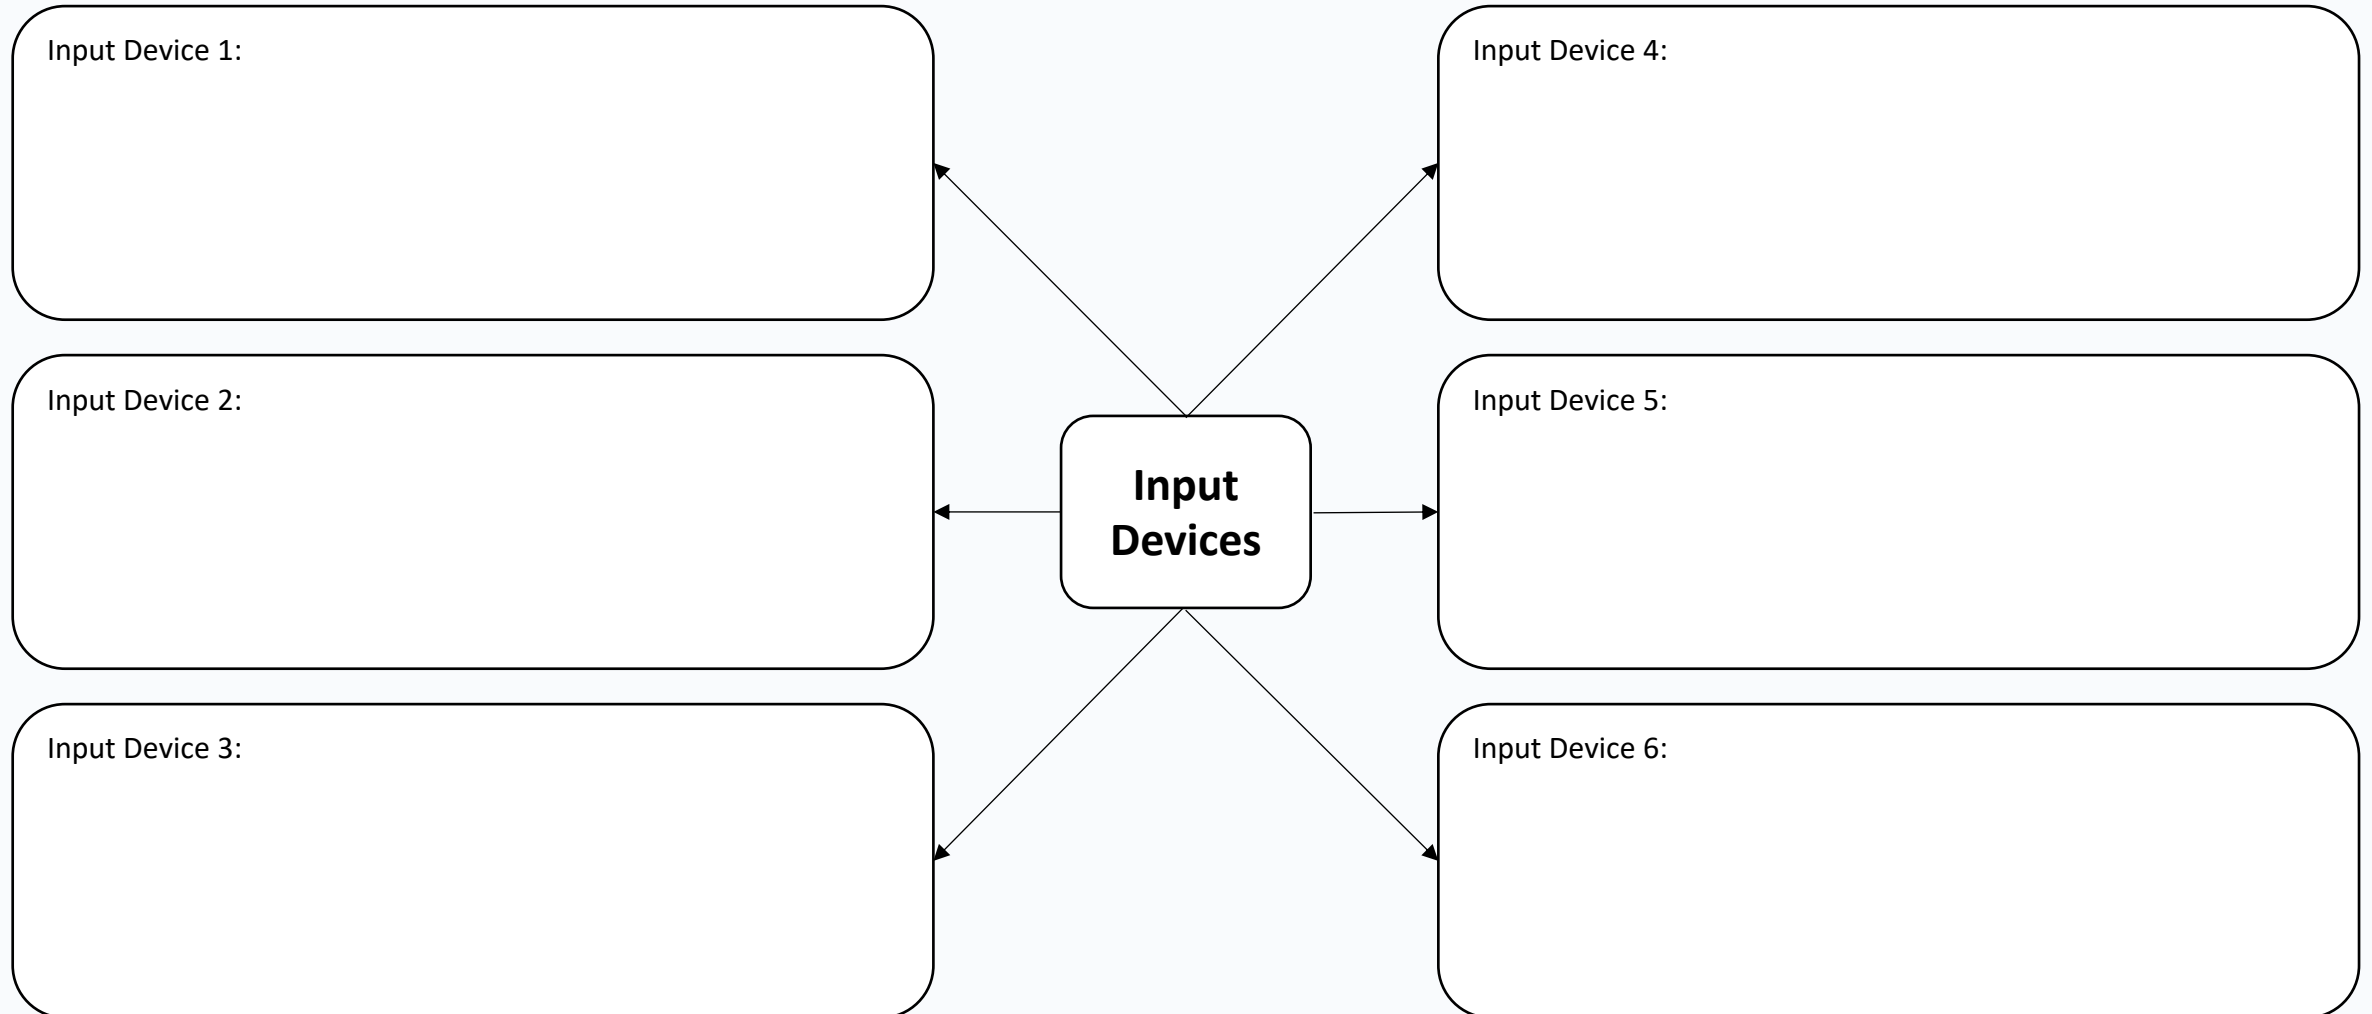 Input Device 1:
Input Device 2:
Input Device 3:
Input
Devices
Input Device 4:
Input Device 5:
Input Device 6: